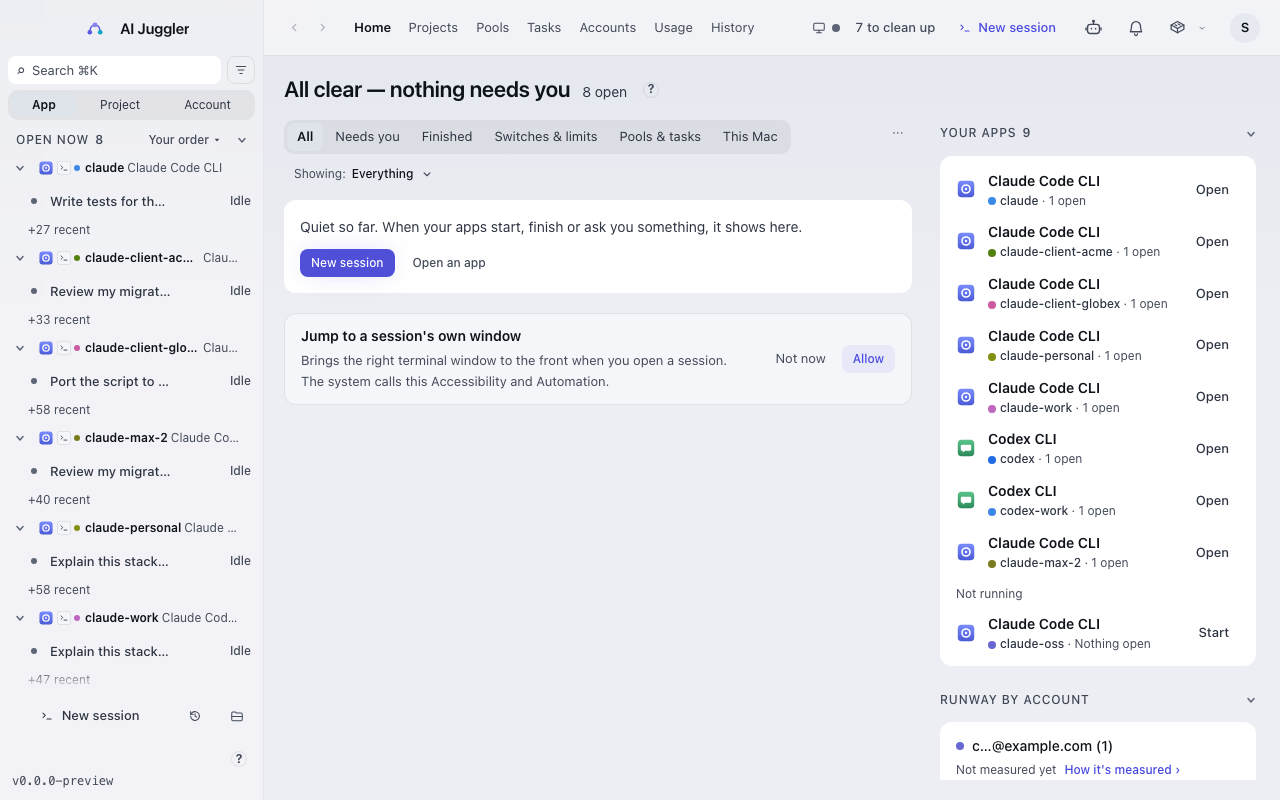 AI Juggler
Search ⌘K
App Project Account
OPEN NOW 8 Your order
claude Claude Code CLI
Write tests for th... Idle
+27 recent
claude-client-ac... Clau...
Review my migrat... Idle
+33 recent
claude-client-glo... Clau...
Port the script to ... Idle
+58 recent
claude-max-2 Claude Co...
Review my migrat... Idle
+40 recent
claude-personal Claude ...
Explain this stack... Idle
+58 recent
claude-work Claude Cod...
Explain this stack... Idle
+47 recent
New session
?
v0.0.0-preview
Home Projects Pools Tasks Accounts Usage History
7 to clean up
New session
S
All clear — nothing needs you 8 open ?
All Needs you Finished Switches & limits Pools & tasks This Mac ...
Showing: Everything
Quiet so far. When your apps start, finish or ask you something, it shows here.
New session Open an app
Jump to a session's own window
Brings the right terminal window to the front when you open a session.
The system calls this Accessibility and Automation.
Not now Allow
YOUR APPS 9
Claude Code CLI
claude · 1 open
Open
Claude Code CLI
claude-client-acme · 1 open
Open
Claude Code CLI
claude-client-globex · 1 open
Open
Claude Code CLI
claude-personal · 1 open
Open
Claude Code CLI
claude-work · 1 open
Open
Codex CLI
codex · 1 open
Open
Codex CLI
codex-work · 1 open
Open
Claude Code CLI
claude-max-2 · 1 open
Open
Not running
Claude Code CLI
claude-oss · Nothing open
Start
RUNWAY BY ACCOUNT
c...@example.com (1)
Not measured yet How it's measured ›